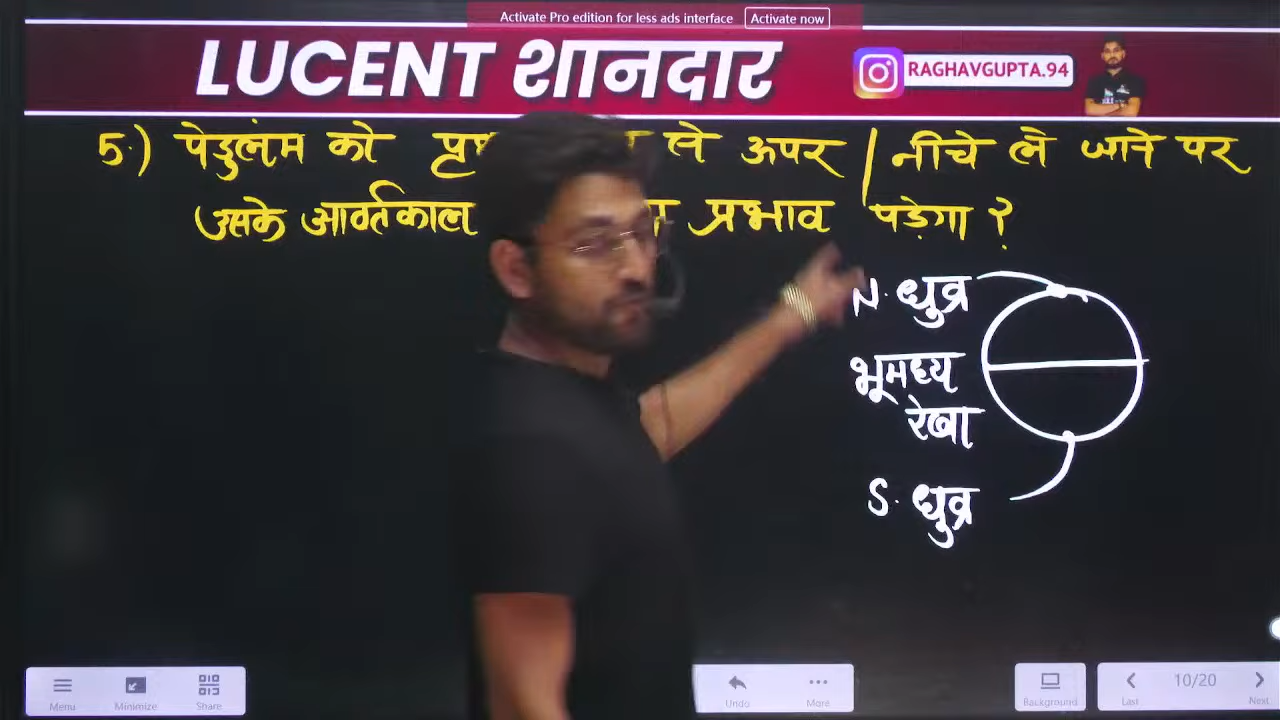 Activate Pro edition for less ads interface Activate now
LUCENT शानदार
RAGHAVGUPTA.94
5.) पेंडुलम को से ऊपर / नीचे ले जाने पर
उसके आवर्तकाल प्रभाव पड़ेगा ?
N. ध्रुव
भूमध्य
रेखा
S. ध्रुव
Menu Minimize Share Undo More Background Last 10/20 Next